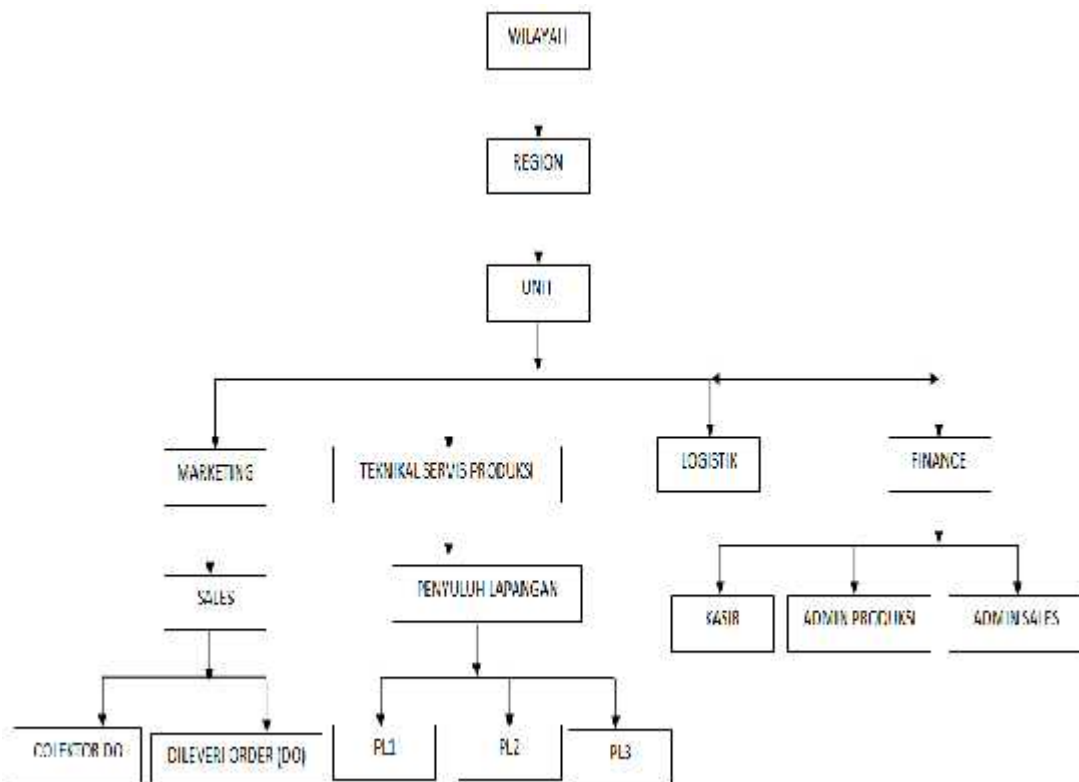 WILAYAH
REGION
UNIT
MARKETING
TEKNIKAL SERVIS PRODUKSI
LOGISTIK
FINANCE
SALES
PENYULUH LAPANGAN
KASIR
ADMIN PRODUKSI
ADMIN SALES
COLEKTOR DO
DILEVERI ORDER (DO)
PL1
PL2
PL3